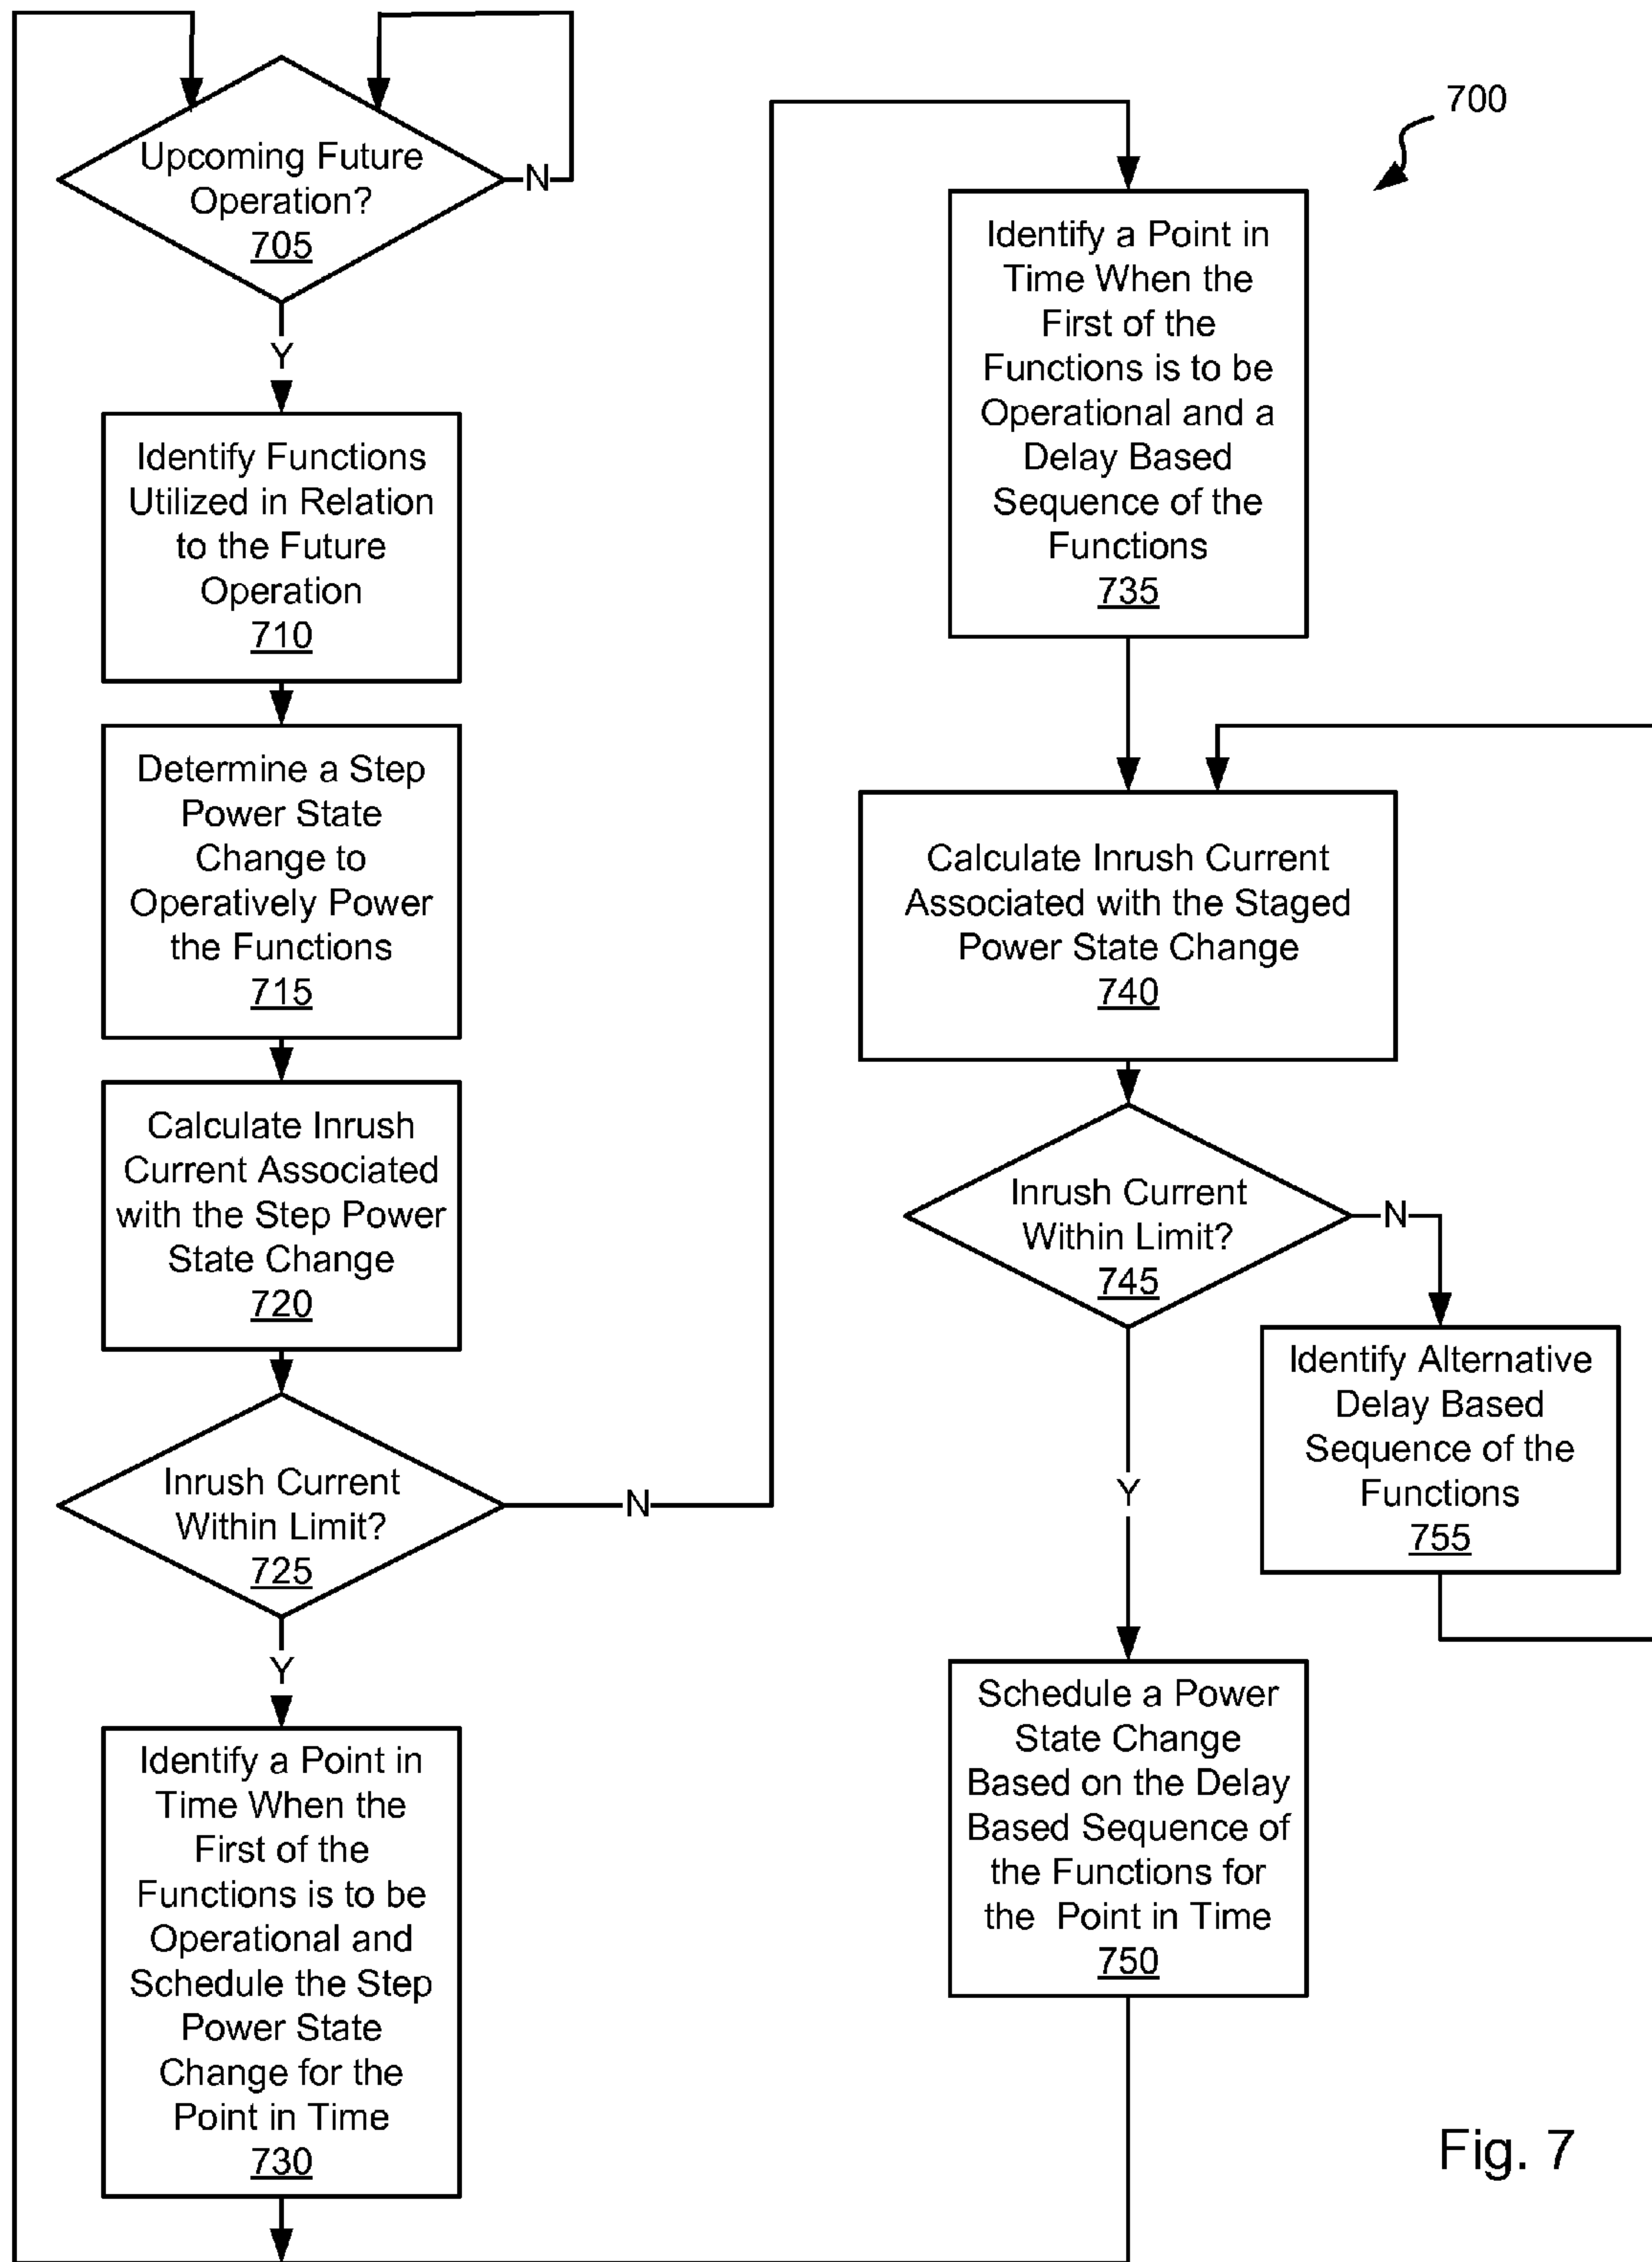 Upcoming Future
Operation?
705
N
Y
Identify Functions
Utilized in Relation
to the Future
Operation
710
Determine a Step
Power State
Change to
Operatively Power
the Functions
715
Calculate Inrush
Current Associated
with the Step Power
State Change
720
Inrush Current
Within Limit?
725
N
Y
Identify a Point in
Time When the
First of the
Functions is to be
Operational and
Schedule the Step
Power State
Change for the
Point in Time
730
700
Identify a Point in
Time When the
First of the
Functions is to be
Operational and a
Delay Based
Sequence of the
Functions
735
Calculate Inrush Current
Associated with the Staged
Power State Change
740
Inrush Current
Within Limit?
745
N
Y
Identify Alternative
Delay Based
Sequence of the
Functions
755
Schedule a Power
State Change
Based on the Delay
Based Sequence of
the Functions for
the Point in Time
750
Fig. 7